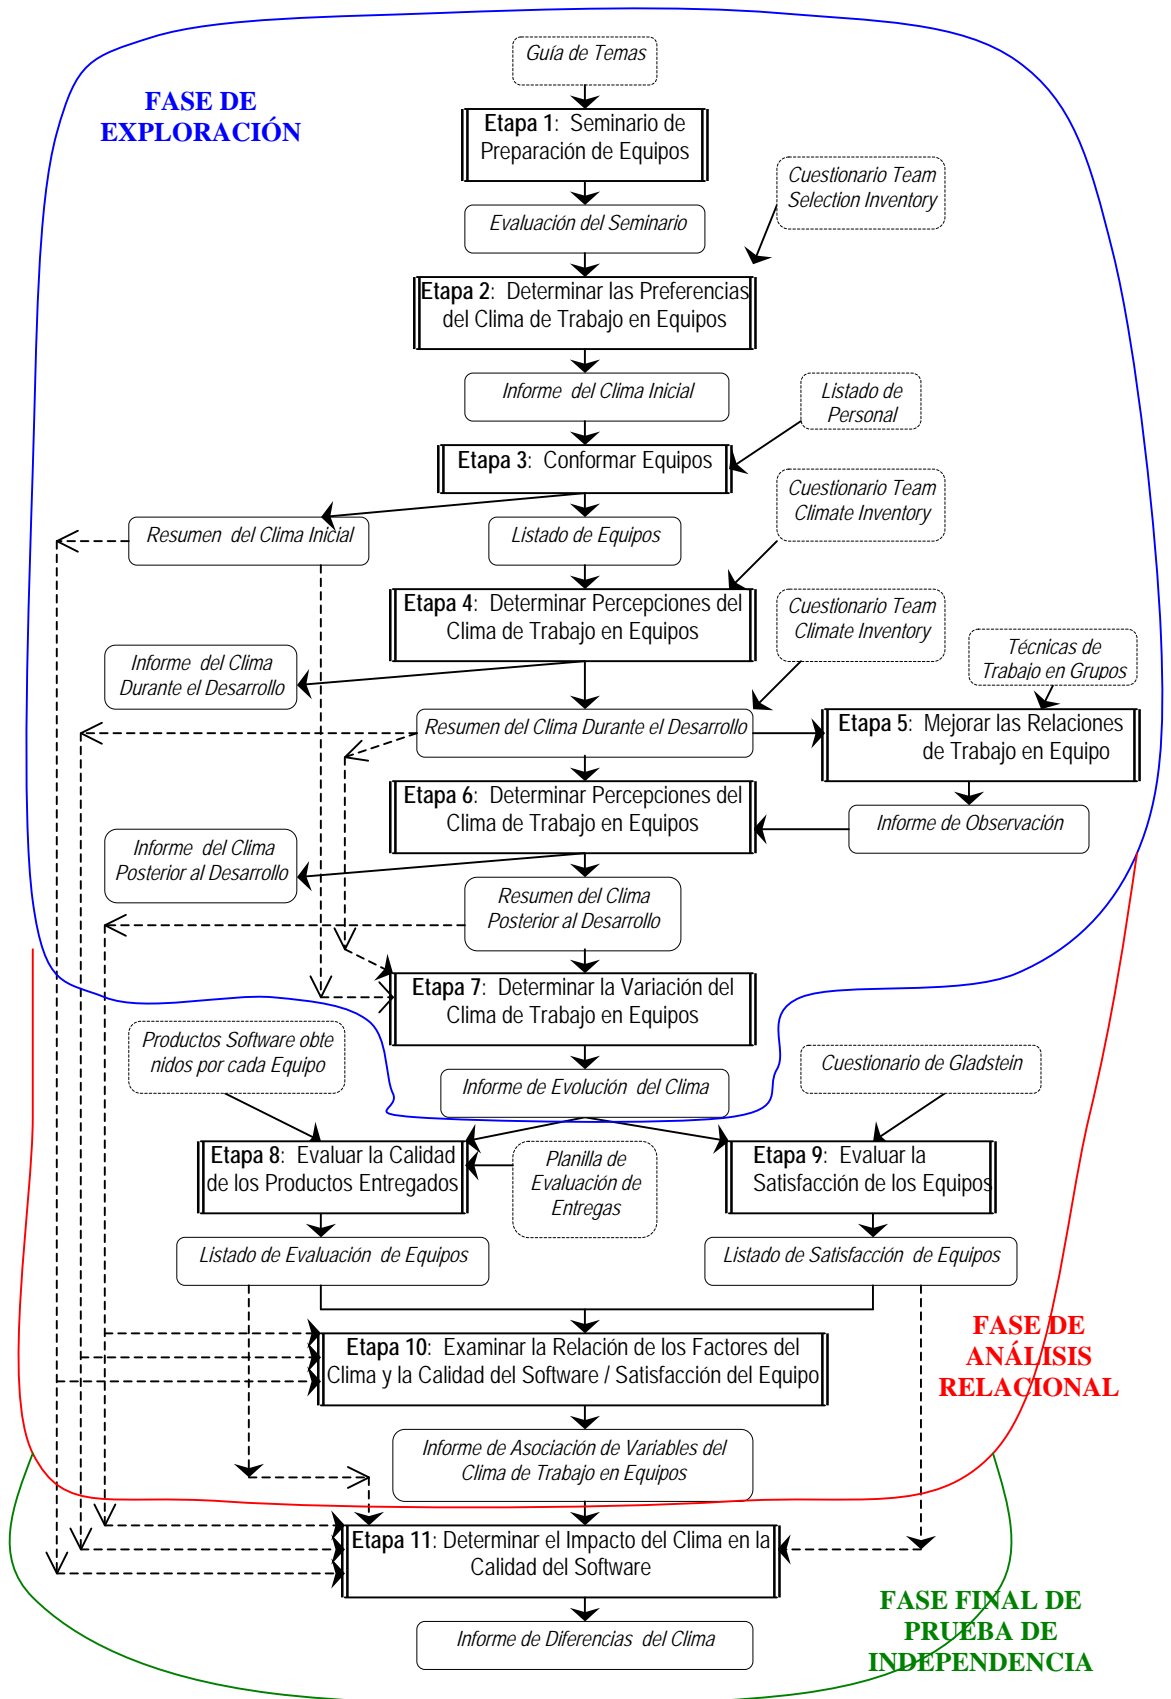 Guía de Temas
FASE DE
EXPLORACIÓN
Etapa 1: Seminario de
Preparación de Equipos
Cuestionario Team
Selection Inventory
Evaluación del Seminario
Etapa 2: Determinar las Preferencias
del Clima de Trabajo en Equipos
Informe del Clima Inicial
Listado de
Personal
Etapa 3: Conformar Equipos
Cuestionario Team
Climate Inventory
Resumen del Clima Inicial
Listado de Equipos
Etapa 4: Determinar Percepciones del
Clima de Trabajo en Equipos
Cuestionario Team
Climate Inventory
Técnicas de
Trabajo en Grupos
Informe del Clima
Durante el Desarrollo
Resumen del Clima Durante el Desarrollo
Etapa 5: Mejorar las Relaciones
de Trabajo en Equipo
Etapa 6: Determinar Percepciones del
Clima de Trabajo en Equipos
Informe de Observación
Informe del Clima
Posterior al Desarrollo
Resumen del Clima
Posterior al Desarrollo
Etapa 7: Determinar la Variación del
Clima de Trabajo en Equipos
Productos Software obte
nidos por cada Equipo
Cuestionario de Gladstein
Informe de Evolución del Clima
Etapa 8: Evaluar la Calidad
de los Productos Entregados
Planilla de
Evaluación de
Entregas
Etapa 9: Evaluar la
Satisfacción de los Equipos
Listado de Evaluación de Equipos
Listado de Satisfacción de Equipos
FASE DE
ANÁLISIS
RELACIONAL
Etapa 10: Examinar la Relación de los Factores del
Clima y la Calidad del Software / Satisfacción del Equipo
Informe de Asociación de Variables del
Clima de Trabajo en Equipos
Etapa 11: Determinar el Impacto del Clima en la
Calidad del Software
FASE FINAL DE
PRUEBA DE
INDEPENDENCIA
Informe de Diferencias del Clima